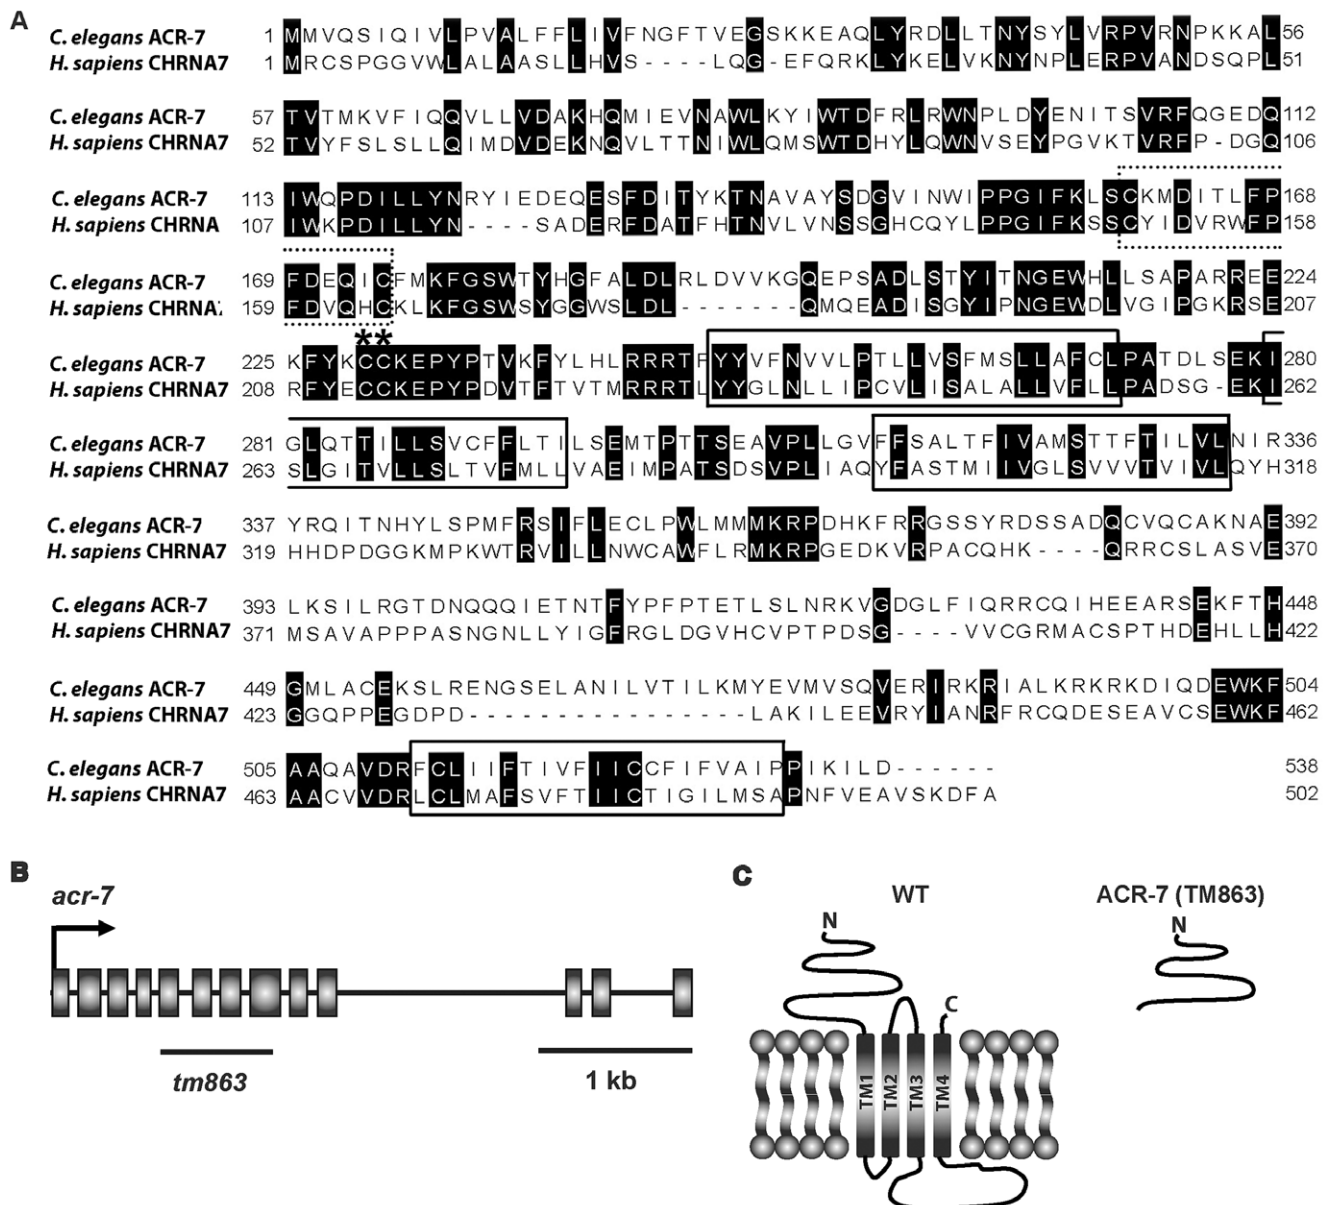 A
C. elegans ACR-7 1 MMVQSIQIVLPVALFFLIVFNGFTVEGSKKEAQLYRDLLTNYSYLVRPVRNPKKAL 56
H. sapiens CHRNA7 1 MRCSPGGVWLALAASLLHVS----LQG-EFQRKLYKELVKNYNPLERPVANDSQPL 51
C. elegans ACR-7 57 TVTMKVFIQQVLLVDAKHQMIEVNAWLKYIWTDFRLRWNPLDYENITSVRFQGEDQ 112
H. sapiens CHRNA7 52 TVYFSLSLLQIMDVDEKNQVLTTNIWLQMSWTDHYLQWNVSEYPGVKTVRFP-DGQ 106
C. elegans ACR-7 113 IWQPDILLYNRYIEDEQESFDITYKTNAVAYSDGVINWIPPGIFKLSCKMDITLFP 168
H. sapiens CHRNA 107 IWKPDILLYN----SADERFDATFHTNVLVNSSGHCQYLPPGIFKSSCYIDVRWFP 158
C. elegans ACR-7 169 FDEQICFMKFGSWTYHGFALDLRLDVVKGQEPSADLSTYITNGEWHLLSAPARREE 224
H. sapiens CHRNA7 159 FDVQHCKLKFGSWSYGGWSLDL-------QMQEADISGYIPNGEWDLVGIPGKRSE 207
**
C. elegans ACR-7 225 KFYKCCKEPYPTVKFYLHLRRRTFYYVFNVVLPTLLVSFMSLLAFCLPATDLSEKI 280
H. sapiens CHRNA7 208 RFYECCKEPYPDVTFTVTMRRRTLYYGLNLLIPCVLISALALLVFLLPADSG-EKI 262
C. elegans ACR-7 281 GLQTTILLSVCFFLTILSEMTPTTSEAVPLLGVFFSALTFIVAMSTTFTILVLNIR 336
H. sapiens CHRNA7 263 SLGITVLLSLTVFMLLVAEIMPATSDSVPLIAQYFASTMIIVGLSVVVTVIVLQYH 318
C. elegans ACR-7 337 YRQITNHYLSPMFRSIFLECLPWLMMMKRPDHKFRRGSSYRDSSADQCVQCAKNAE 392
H. sapiens CHRNA7 319 HHDPDGGKMPKWTRVILLNWCAWFLRMKRPGEDKVRPACQHK----QRRCSLASVE 370
C. elegans ACR-7 393 LKSILRGTDNQQQIETNTFYPFPTETLSLNRKVGDGLFIQRRCQIHEEARSEKFTH 448
H. sapiens CHRNA7 371 MSAVAPPPASNGNLLYIGFRGLDGVHCVPTPDSG----VVCGRMACSPTHDEHLLH 422
C. elegans ACR-7 449 GMLACEKSLRENGSELANILVTILKMYEVMVSQVERIRKRIALKRKRKDIQDEWKF 504
H. sapiens CHRNA7 423 GGQPPEGDPD----------------LAKILEEVRYIANRFRCQDESEAVCSEWKF 462
C. elegans ACR-7 505 AAQAVDRFCLIIFTIVFIICCFIFVAIPPIKILD------ 538
H. sapiens CHRNA7 463 AACVVDRLCLMAFSVFTIICTIGILMSAPNFVEAVSKDFA 502
B
acr-7
tm863
1 kb
C
WT
ACR-7 (TM863)
N
N
C
TM1
TM2
TM3
TM4